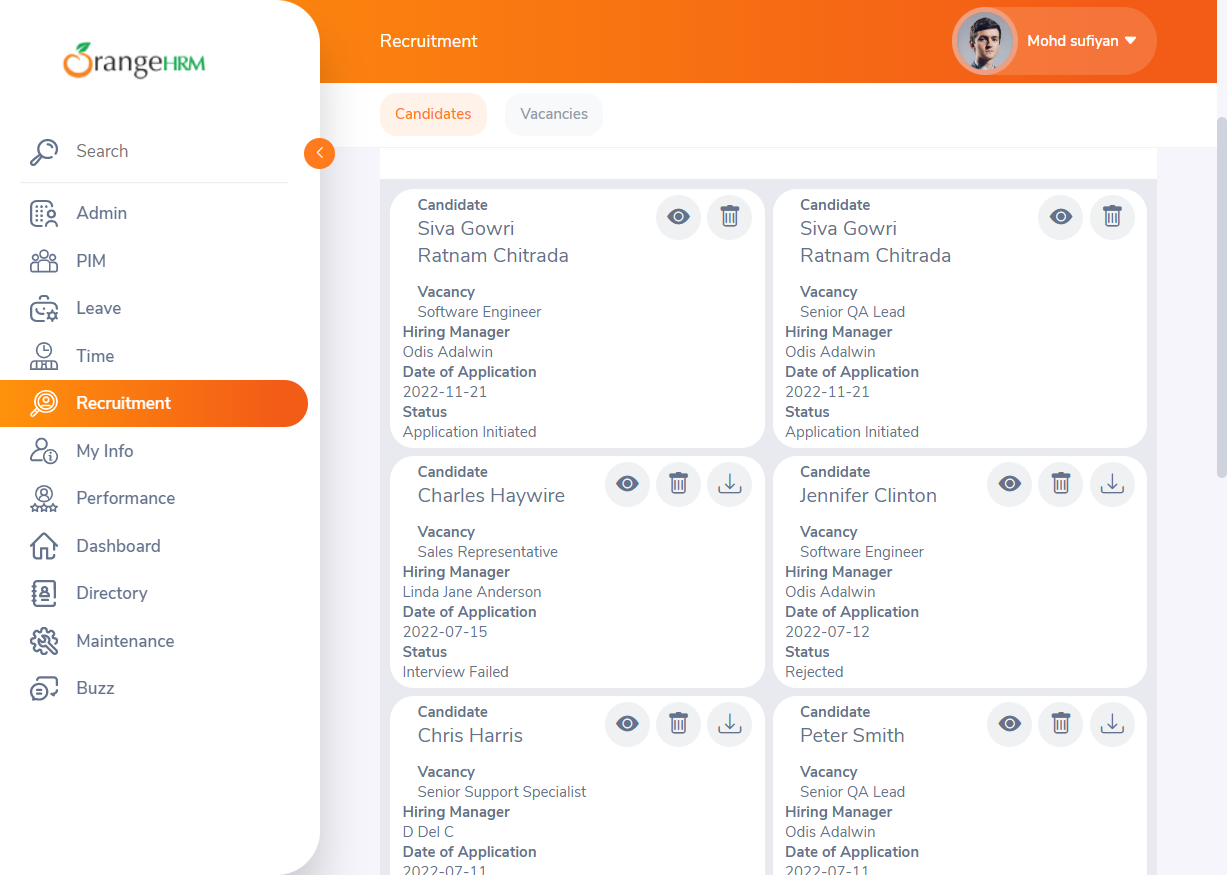 OrangeHRM
Recruitment
Mohd sufiyan
Candidates
Vacancies
Search
Admin
PIM
Leave
Time
Recruitment
My Info
Performance
Dashboard
Directory
Maintenance
Buzz
Candidate
Siva Gowri
Ratnam Chitrada
Vacancy
Software Engineer
Hiring Manager
Odis Adalwin
Date of Application
2022-11-21
Status
Application Initiated
Candidate
Siva Gowri
Ratnam Chitrada
Vacancy
Senior QA Lead
Hiring Manager
Odis Adalwin
Date of Application
2022-11-21
Status
Application Initiated
Candidate
Charles Haywire
Vacancy
Sales Representative
Hiring Manager
Linda Jane Anderson
Date of Application
2022-07-15
Status
Interview Failed
Candidate
Jennifer Clinton
Vacancy
Software Engineer
Hiring Manager
Odis Adalwin
Date of Application
2022-07-12
Status
Rejected
Candidate
Chris Harris
Vacancy
Senior Support Specialist
Hiring Manager
D Del C
Date of Application
2022-07-11
Candidate
Peter Smith
Vacancy
Senior QA Lead
Hiring Manager
Odis Adalwin
Date of Application
2022-07-11